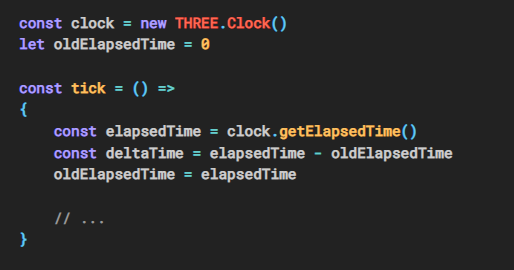 const clock = new THREE.Clock()
let oldElapsedTime = 0
const tick = () =>
{
const elapsedTime = clock.getElapsedTime()
const deltaTime = elapsedTime - oldElapsedTime
oldElapsedTime = elapsedTime
// ...
}